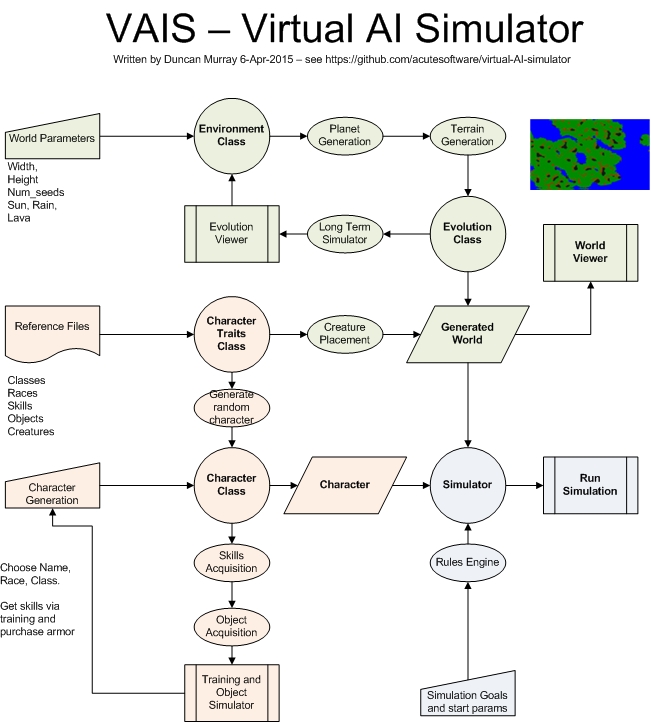 VAIS – Virtual AI Simulator
Written by Duncan Murray 6-Apr-2015 – see https://github.com/acutesoftware/virtual-AI-simulator
World Parameters
Width,
Height
Num_seeds
Sun, Rain,
Lava
Environment
Class
Planet
Generation
Terrain
Generation
Evolution
Viewer
Long Term
Simulator
Evolution
Class
World
Viewer
Reference Files
Classes
Races
Skills
Objects
Creatures
Character
Traits
Class
Creature
Placement
Generated
World
Generate
random
character
Character
Generation
Character
Class
Character
Simulator
Run
Simulation
Skills
Acquisition
Rules Engine
Choose Name,
Race, Class.
Get skills via
training and
purchase armor
Object
Acquisition
Training and
Object
Simulator
Simulation Goals
and start params